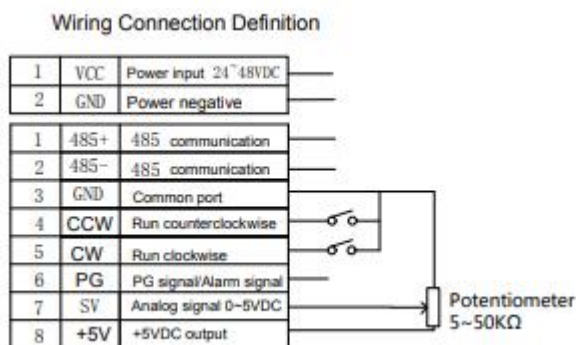 Wiring Connection Definition
1 VCC Power input 24~48VDC
2 GND Power negative
1 485+ 485 communication
2 485- 485 communication
3 GND Common port
4 CCW Run counterclockwise
5 CW Run clockwise
6 PG PG signal/Alarm signal
7 SV Analog signal 0~5VDC
8 +5V +5VDC output
Potentiometer
5~50KΩ